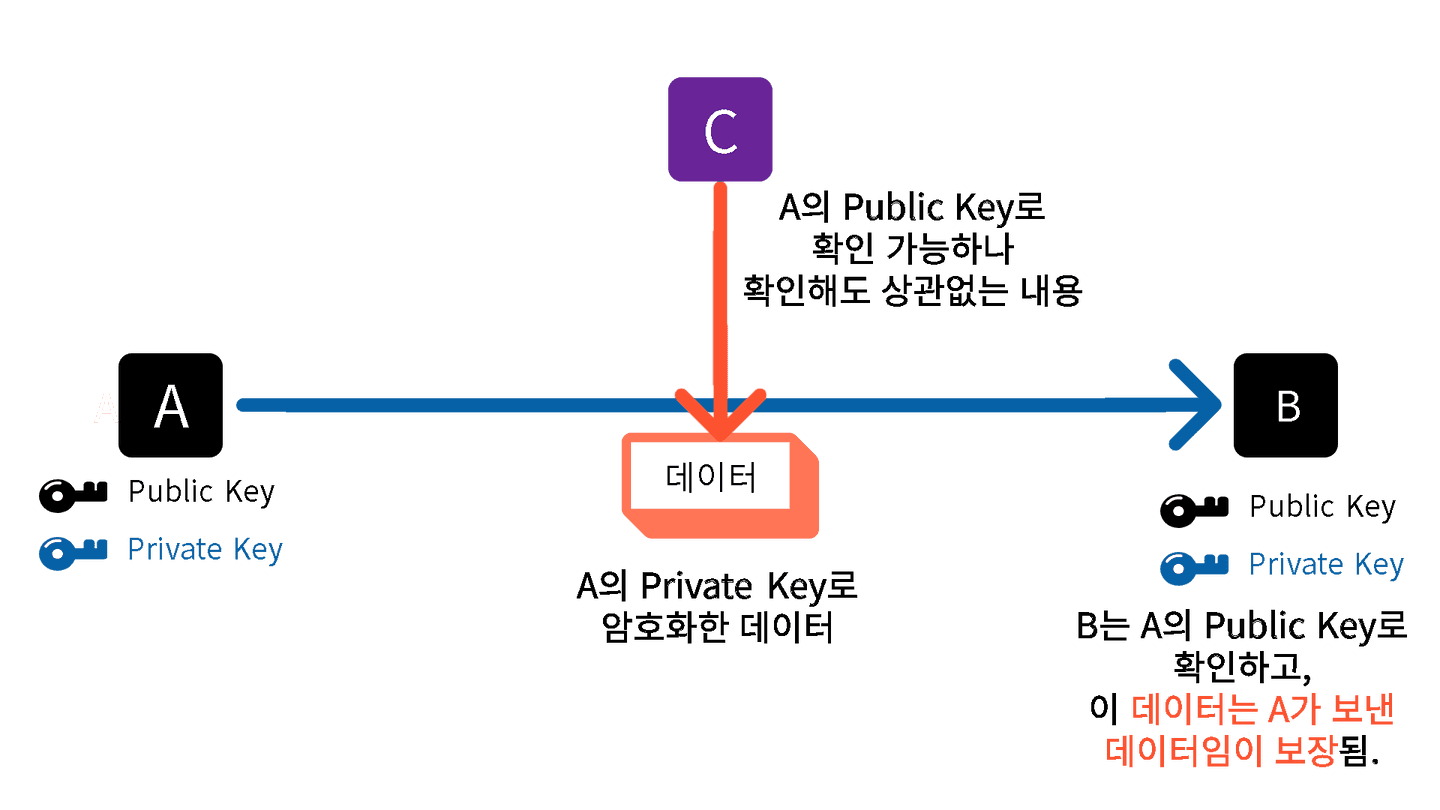 C
A의 Public Key로
확인 가능하나
확인해도 상관없는 내용
A
B
데이터
Public Key
Private Key
Public Key
Private Key
A의 Private Key로
암호화한 데이터
B는 A의 Public Key로
확인하고,
이 데이터는 A가 보낸
데이터임이 보장됨.